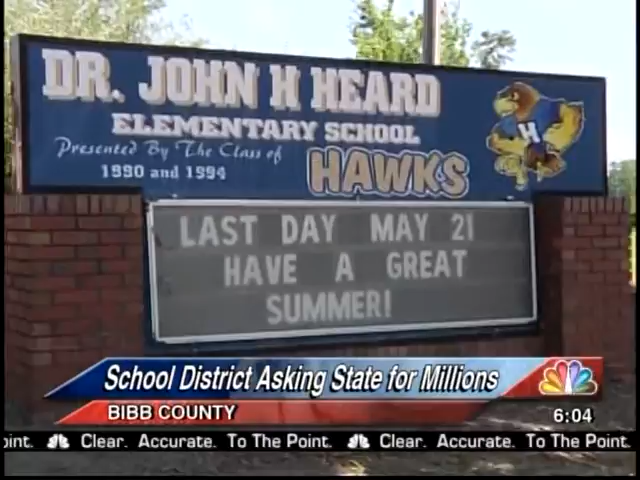 DR. JOHN H HEARD
ELEMENTARY SCHOOL
Presented By The Class of
1990 and 1994
HAWKS
H
LAST DAY MAY 21
HAVE A GREAT
SUMMER!
School District Asking State for Millions
BIBB COUNTY
6:04
oint. Clear. Accurate. To The Point. Clear. Accurate. To The Point.